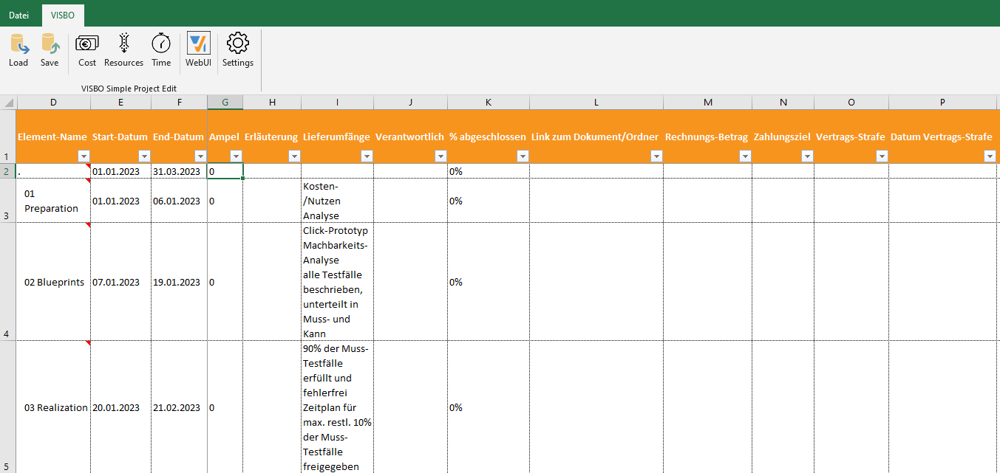 Datei VISBO
Load Save Cost Resources Time WebUI Settings
VISBO Simple Project Edit
D E F G H I J K L M N O P
Element-Name Start-Datum End-Datum Ampel Erläuterung Lieferumfänge Verantwortlich % abgeschlossen Link zum Dokument/Ordner Rechnungs-Betrag Zahlungsziel Vertrags-Strafe Datum Vertrags-Strafe
1
2 . 01.01.2023 31.03.2023 0 0%
Kosten-
01
/Nutzen
Preparation 01.01.2023 06.01.2023 0 0%
3 Analyse
Click-Prototyp
Machbarkeits-
Analyse
alle Testfälle
02 Blueprints 07.01.2023 19.01.2023 0 0%
beschrieben,
unterteilt in
Muss- und
4 Kann
90% der Muss-
Testfälle
erfüllt und
fehlerfrei
03 Realization 20.01.2023 21.02.2023 0 Zeitplan für 0%
max. restl. 10%
der Muss-
Testfälle
5 freigegeben